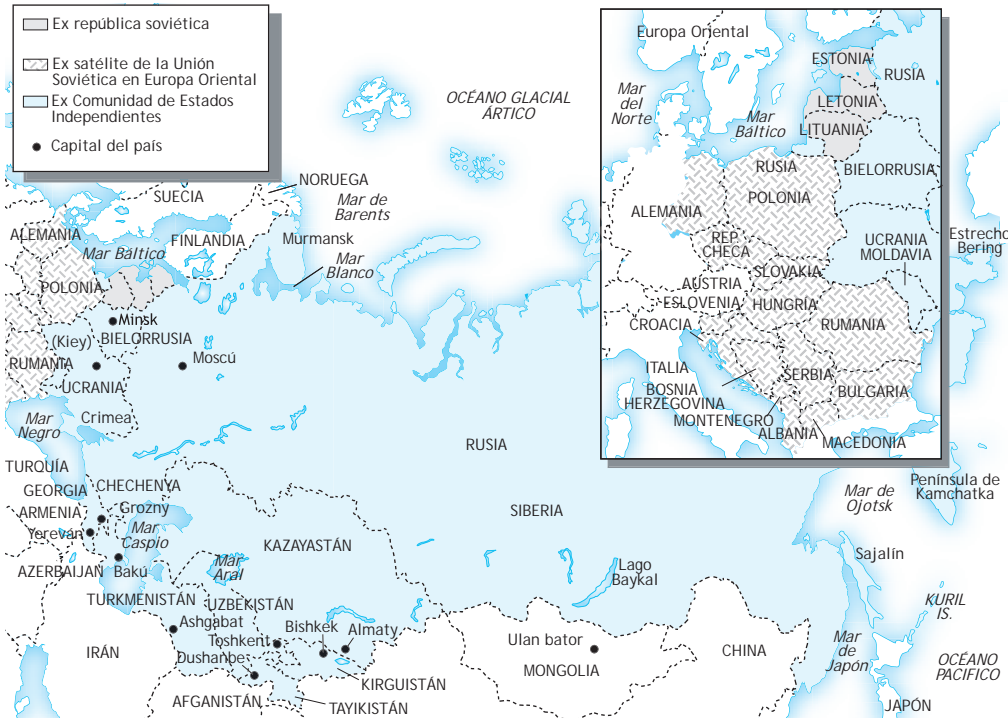 Ex república soviética
Ex satélite de la Unión
Soviética en Europa Oriental
Ex Comunidad de Estados
Independientes
Capital del país
OCÉANO GLACIAL
ÁRTICO
NORUEGA
SUECIA
Mar de
Barents
FINLANDIA
Murmansk
Mar
Blanco
ALEMANIA
Mar Báltico
POLONIA
Minsk
BIELORRUSIA
(Kiey)
Moscú
RUMANIA
UCRANIA
Crimea
Mar
Negro
RUSIA
TURQUÍA
GEORGIA
CHECHENYA
ARMENIA
Grozny
Yereván
Mar
Caspio
AZERBAIJAN
Bakú
SIBERIA
KAZAYASTÁN
Mar
Aral
TURKMENISTÁN
UZBEKISTÁN
Ashgabat
Toshkent
Bishkek
Almaty
Dushanbe
IRÁN
KIRGUISTÁN
AFGANISTÁN
TAYIKISTÁN
Lago
Baykal
Ulan bator
MONGOLIA
CHINA
Estrecho
Bering
Península de
Kamchatka
Mar de
Ojotsk
Sajalín
KURIL
IS.
Mar
de
Japón
OCÉANO
PACIFICO
JAPÓN
Europa Oriental
Mar
del
Norte
ESTONIA
RUSIA
LETONIA
Mar
Báltico
LITUANIA
RUSIA
BIELORRUSIA
POLONIA
ALEMANIA
REP.
CHECA
UCRANIA
MOLDAVIA
SLOVAKIA
AUSTRIA
ESLOVENIA
HUNGRÍA
CROACIA
RUMANIA
ITALIA
BOSNIA
HERZEGOVINA
SERBIA
BULGARIA
MONTENEGRO
ALBANIA
MACEDONIA